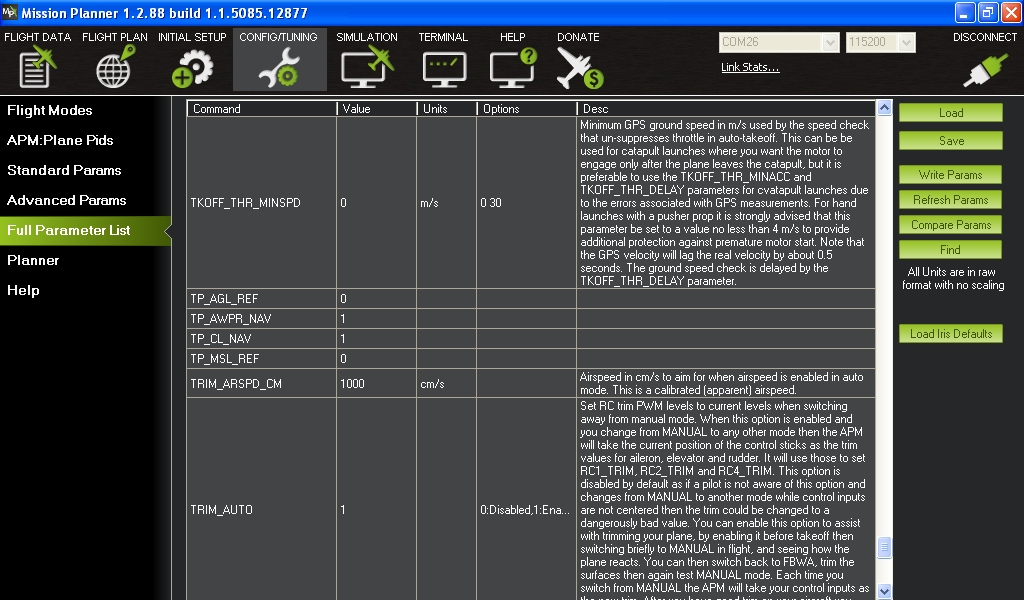 Mission Planner 1.2.88 build 1.1.5085.12877
FLIGHT DATA FLIGHT PLAN INITIAL SETUP CONFIG/TUNING SIMULATION TERMINAL HELP DONATE DISCONNECT
COM26 115200
Link Stats...
Flight Modes
APM:Plane Pids
Standard Params
Advanced Params
Full Parameter List
Planner
Help
Command Value Units Options Desc
TKOFF_THR_MINSPD 0 m/s 0 30
Minimum GPS ground speed in m/s used by the speed check
that un-suppresses throttle in auto-takeoff. This can be be
used for catapult launches where you want the motor to
engage only after the plane leaves the catapult, but it is
preferable to use the TKOFF_THR_MINACC and
TKOFF_THR_DELAY parameters for cvatapult launches due
to the errors associated with GPS measurements. For hand
launches with a pusher prop it is strongly advised that this
parameter be set to a value no less than 4 m/s to provide
additional protection against premature motor start. Note that
the GPS velocity will lag the real velocity by about 0.5
seconds. The ground speed check is delayed by the
TKOFF_THR_DELAY parameter.
TP_AGL_REF 0
TP_AWPR_NAV 1
TP_CL_NAV 1
TP_MSL_REF 0
TRIM_ARSPD_CM 1000 cm/s
Airspeed in cm/s to aim for when airspeed is enabled in auto
mode. This is a calibrated (apparent) airspeed.
TRIM_AUTO 1 0:Disabled,1:Ena...
Set RC trim PWM levels to current levels when switching
away from manual mode. When this option is enabled and
you change from MANUAL to any other mode then the APM
will take the current position of the control sticks as the trim
values for aileron, elevator and rudder. It will use those to set
RC1_TRIM, RC2_TRIM and RC4_TRIM. This option is
disabled by default as if a pilot is not aware of this option and
changes from MANUAL to another mode while control inputs
are not centered then the trim could be changed to a
dangerously bad value. You can enable this option to assist
with trimming your plane, by enabling it before takeoff then
switching briefly to MANUAL in flight, and seeing how the
plane reacts. You can then switch back to FBWA, trim the
surfaces then again test MANUAL mode. Each time you
switch from MANUAL the APM will take your control inputs as
Load
Save
Write Params
Refresh Params
Compare Params
Find
All Units are in raw
format with no scaling
Load Iris Defaults